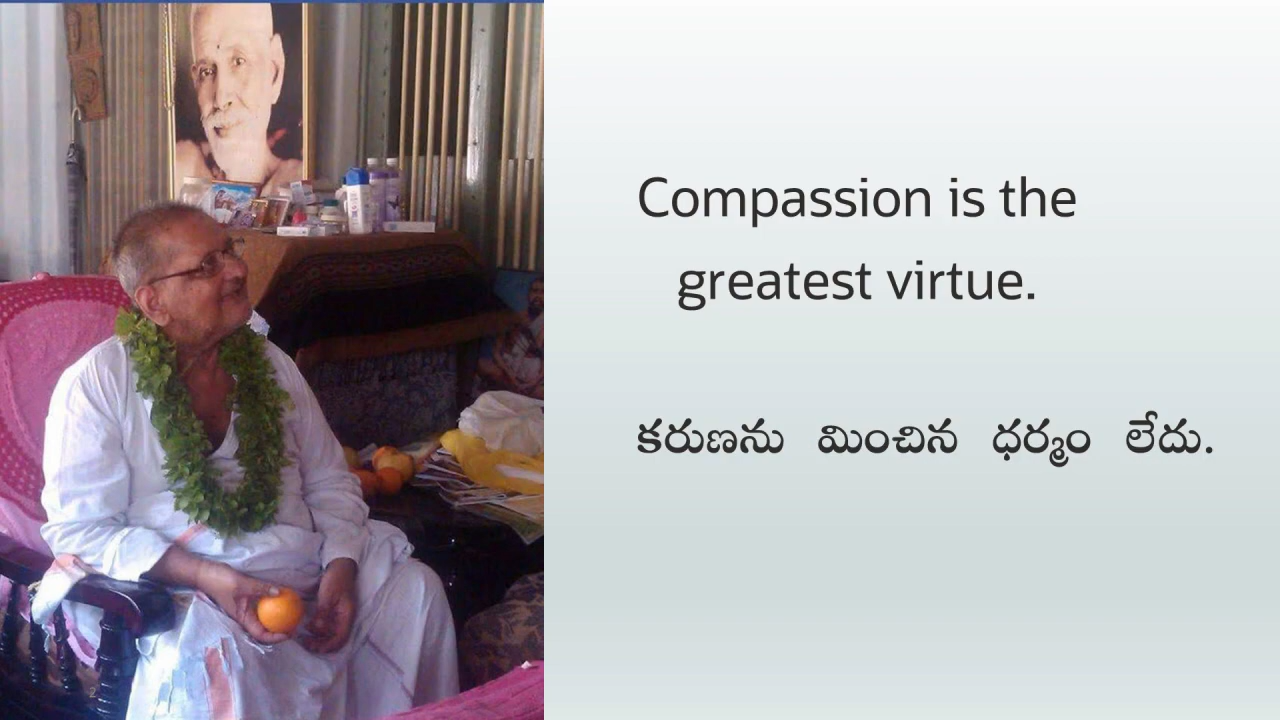 Compassion is the
greatest virtue.
కరుణను మించిన ధర్మం లేదు.